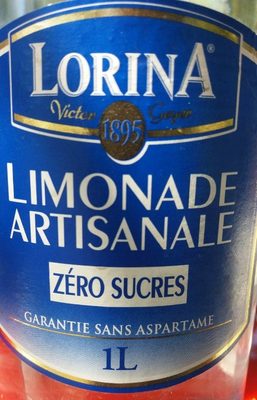 LORINA®
Victor Geyer
1895
LIMONADE
ARTISANALE
ZÉRO SUCRES
GARANTIE SANS ASPARTAME
1L